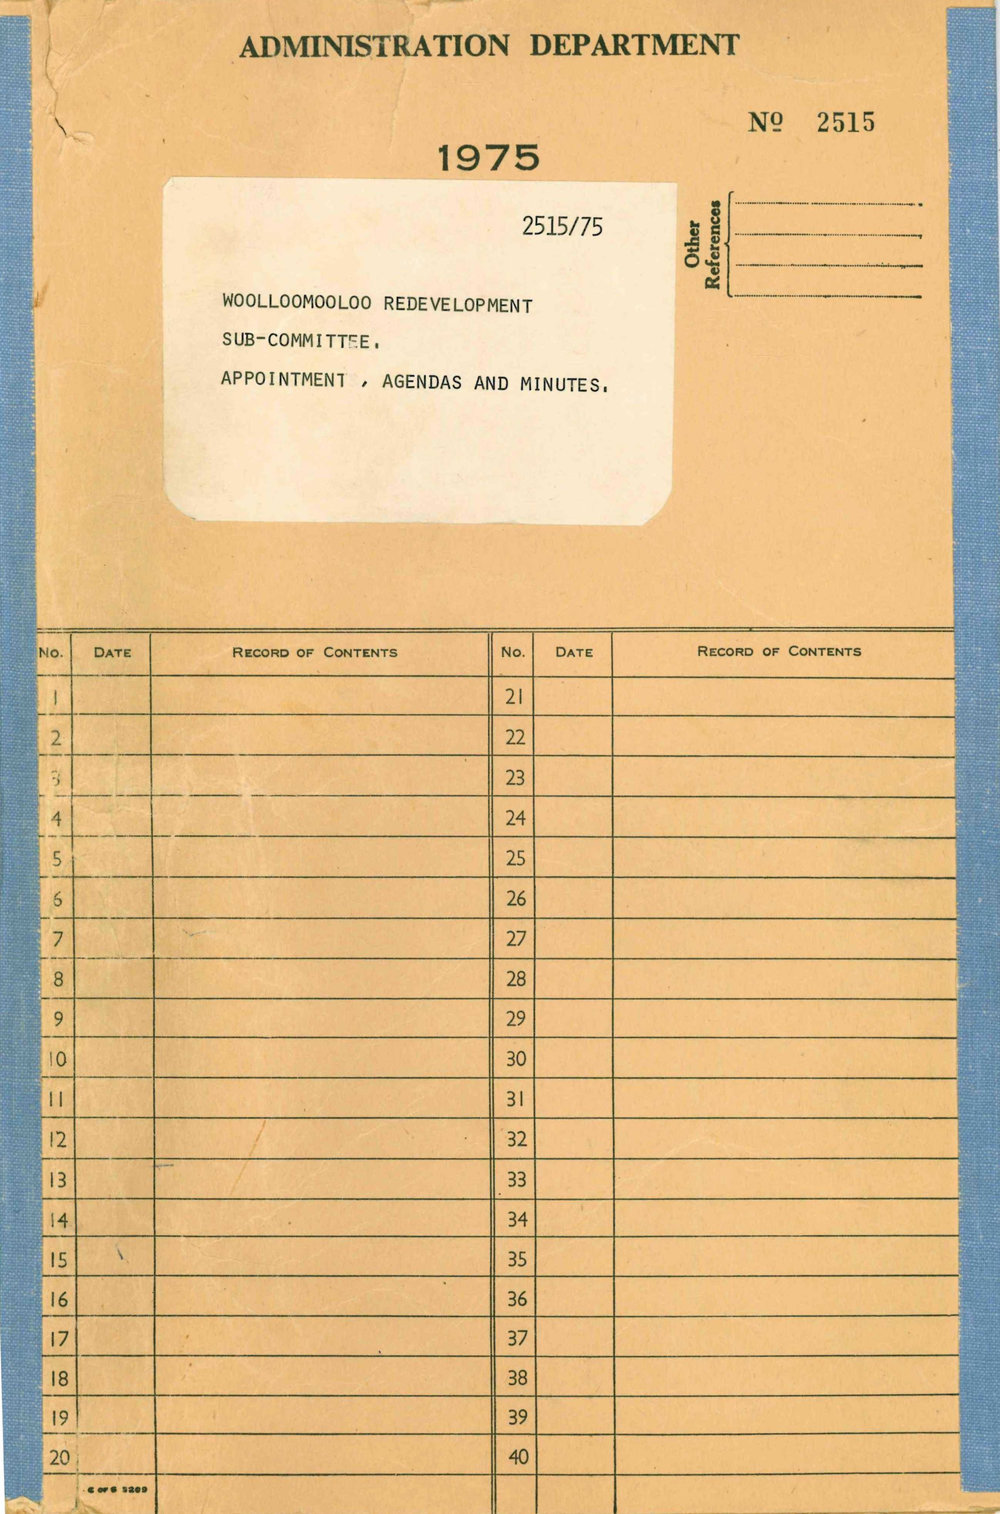 ADMINISTRATION DEPARTMENT
Nº 2515
1975
Other
References
2515/75
WOOLLOOMOOLOO REDEVELOPMENT
SUB-COMMITTEE.
APPOINTMENT , AGENDAS AND MINUTES.
No. DATE RECORD OF CONTENTS No. DATE RECORD OF CONTENTS
1 21
2 22
3 23
4 24
5 25
6 26
7 27
8 28
9 29
10 30
11 31
12 32
13 33
14 34
15 35
16 36
17 37
18 38
19 39
20 40
C OF S 5209